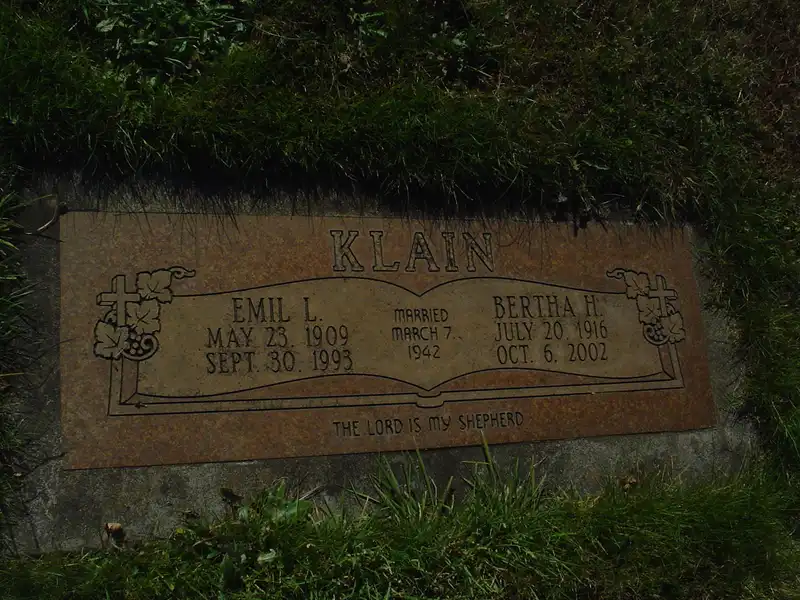 KLAIN
EMIL L.
MAY 23. 1909
SEPT. 30. 1993
MARRIED
MARCH 7.
1942
BERTHA H.
JULY 20. 1916
OCT. 6. 2002
THE LORD IS MY SHEPHERD